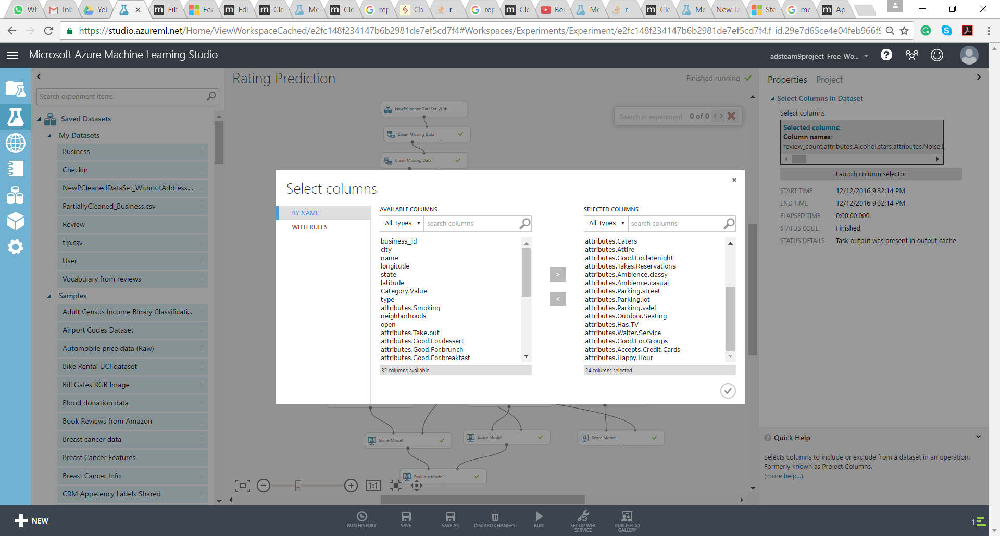 Wh
Inb
Yel
Filt
Fea
Edi
Cle
Me
Cle
rep
Ch
r -
rep
Cle
Be
Me
r -
Cle
Me
New Ta
Ste
mc
Ap
https://studio.azureml.net/Home/ViewWorkspaceCached/e2fc148f234147b6b2981de7ef5cd7f4#Workspaces/Experiments/Experiment/e2fc148f234147b6b2981de7ef5cd7f4.f-id.29e7d65ce4e04feb966f9
Microsoft Azure Machine Learning Studio
adsteam9project-Free-Wo...
Search experiment items
Saved Datasets
My Datasets
Business
Checkin
NewPCleanedDataSet_WithoutAddress....
PartiallyCleaned_Business.csv
Review
tip.csv
User
Vocabulary from reviews
Samples
Adult Census Income Binary Classificati...
Airport Codes Dataset
Automobile price data (Raw)
Bike Rental UCI dataset
Bill Gates RGB Image
Blood donation data
Book Reviews from Amazon
Breast cancer data
Breast Cancer Features
Breast Cancer Info
CRM Appetency Labels Shared
Rating Prediction
Finished running
NewPCleanedDataSet_With...
Clean Missing Data
Clean Missing Data
Search in experiment
0 of 0
< >
Select columns
BY NAME
WITH RULES
AVAILABLE COLUMNS
All Types
search columns
business_id
city
name
longitude
state
latitude
Category.Value
type
attributes.Smoking
neighborhoods
open
attributes.Take.out
attributes.Good.For.dessert
attributes.Good.For.brunch
attributes.Good.For.breakfast
32 columns available
>
<
SELECTED COLUMNS
All Types
search columns
attributes.Caters
attributes.Attire
attributes.Good.For.latenight
attributes.Takes.Reservations
attributes.Ambience.classy
attributes.Ambience.casual
attributes.Parking.street
attributes.Parking.lot
attributes.Parking.valet
attributes.Outdoor.Seating
attributes.Has.TV
attributes.Waiter.Service
attributes.Good.For.Groups
attributes.Accepts.Credit.Cards
attributes.Happy.Hour
24 columns selected
Score Model
Score Model
Score Model
Evaluate Model
1:1
Properties
Project
Select Columns in Dataset
Select columns
Selected columns:
Column names:
review_count,attributes.Alcohol,stars,attributes.Noise.L
Launch column selector
START TIME 12/12/2016 9:32:14 PM
END TIME 12/12/2016 9:32:14 PM
ELAPSED TIME 0:00:00.000
STATUS CODE Finished
STATUS DETAILS Task output was present in output cache
Quick Help
Selects columns to include or exclude from a dataset in an operation.
Formerly known as Project Columns.
(more help...)
NEW
RUN HISTORY
SAVE
SAVE AS
DISCARD CHANGES
RUN
SET UP WEB
SERVICE
PUBLISH TO
GALLERY
1